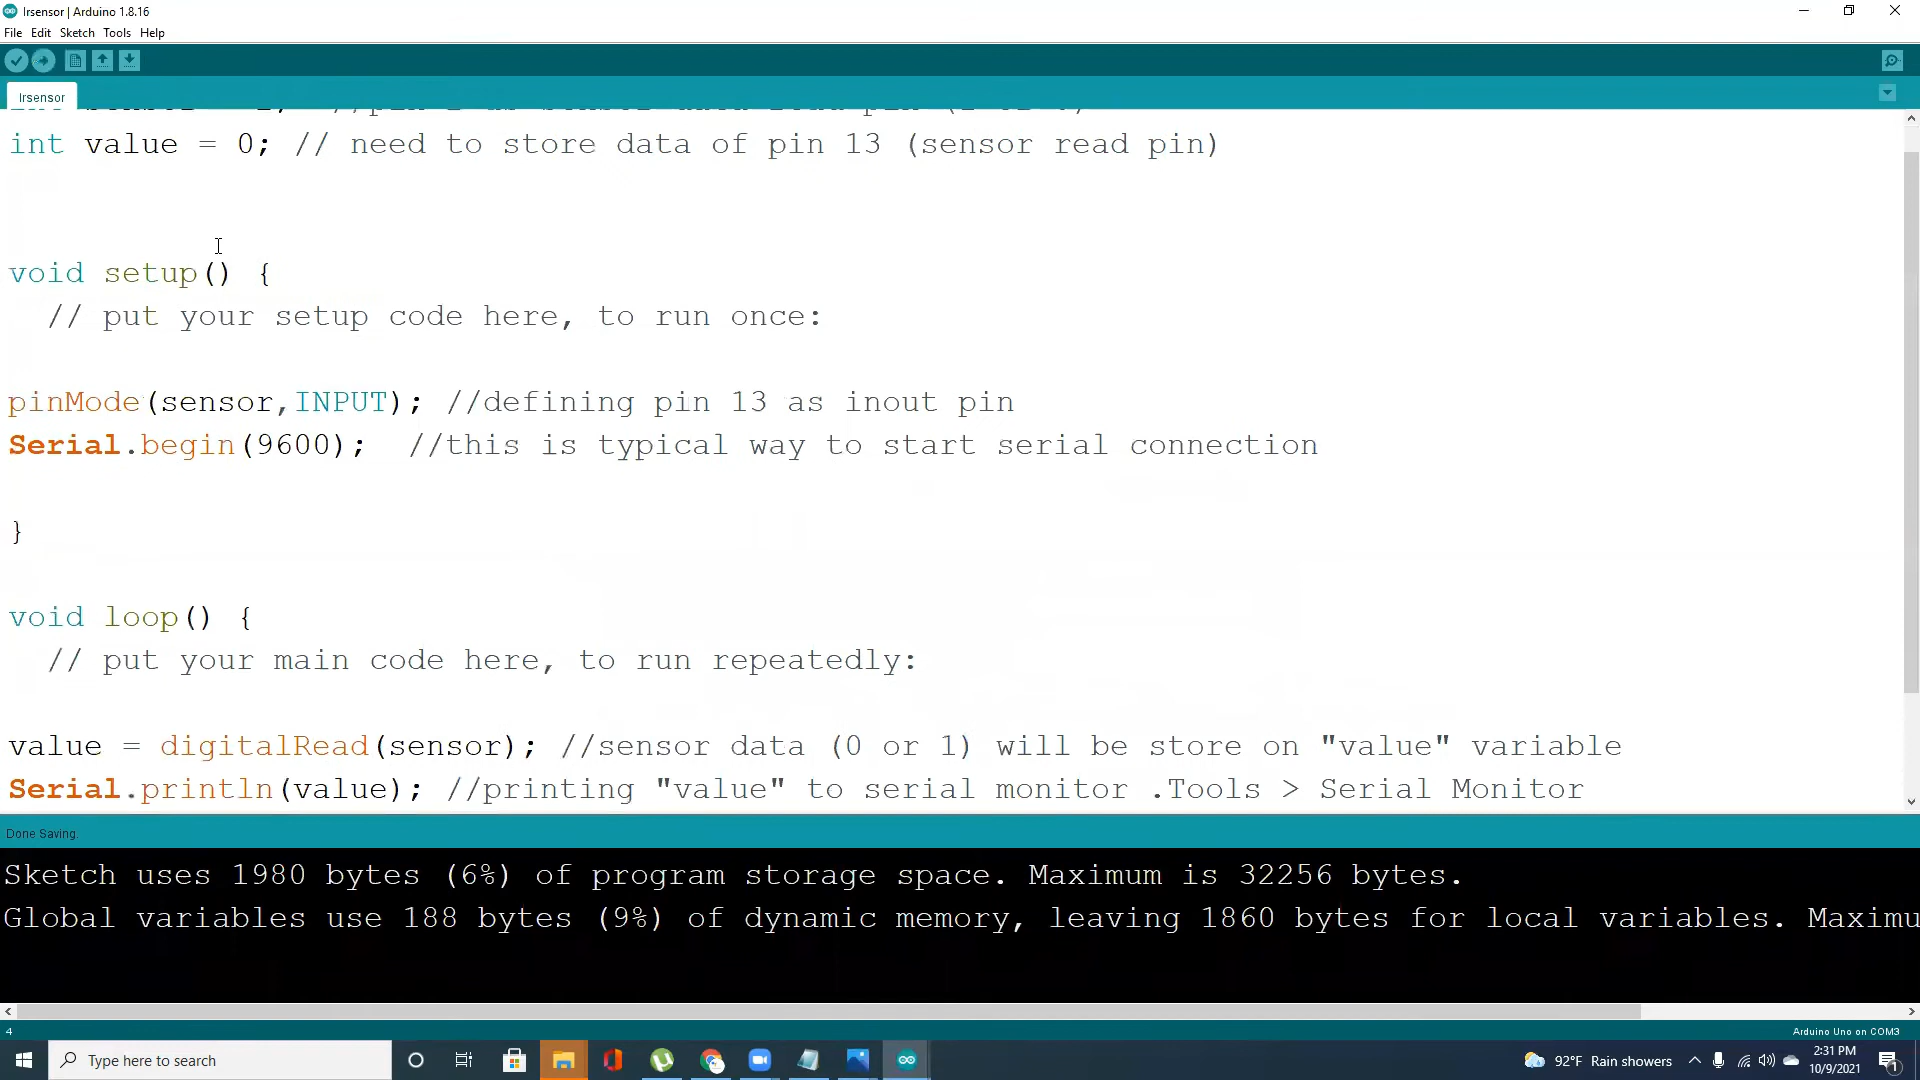 Irsensor | Arduino 1.8.16
File Edit Sketch Tools Help
Irsensor
int value = 0; // need to store data of pin 13 (sensor read pin)
void setup() {
// put your setup code here, to run once:
pinMode(sensor,INPUT); //defining pin 13 as inout pin
Serial.begin(9600); //this is typical way to start serial connection
}
void loop() {
// put your main code here, to run repeatedly:
value = digitalRead(sensor); //sensor data (0 or 1) will be store on "value" variable
Serial.println(value); //printing "value" to serial monitor .Tools > Serial Monitor
Done Saving.
Sketch uses 1980 bytes (6%) of program storage space. Maximum is 32256 bytes.
Global variables use 188 bytes (9%) of dynamic memory, leaving 1860 bytes for local variables. Maximu
4
Arduino Uno on COM3
Type here to search
92°F Rain showers
2:31 PM
10/9/2021
1